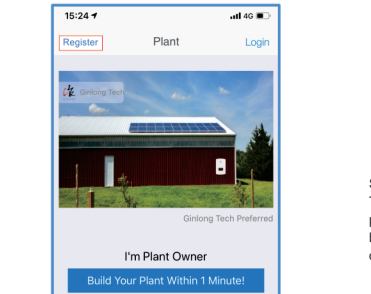 15:24
4G
Register
Plant
Login
Ginlong Tech
Ginlong Tech Preferred
I'm Plant Owner
Build Your Plant Within 1 Minute!